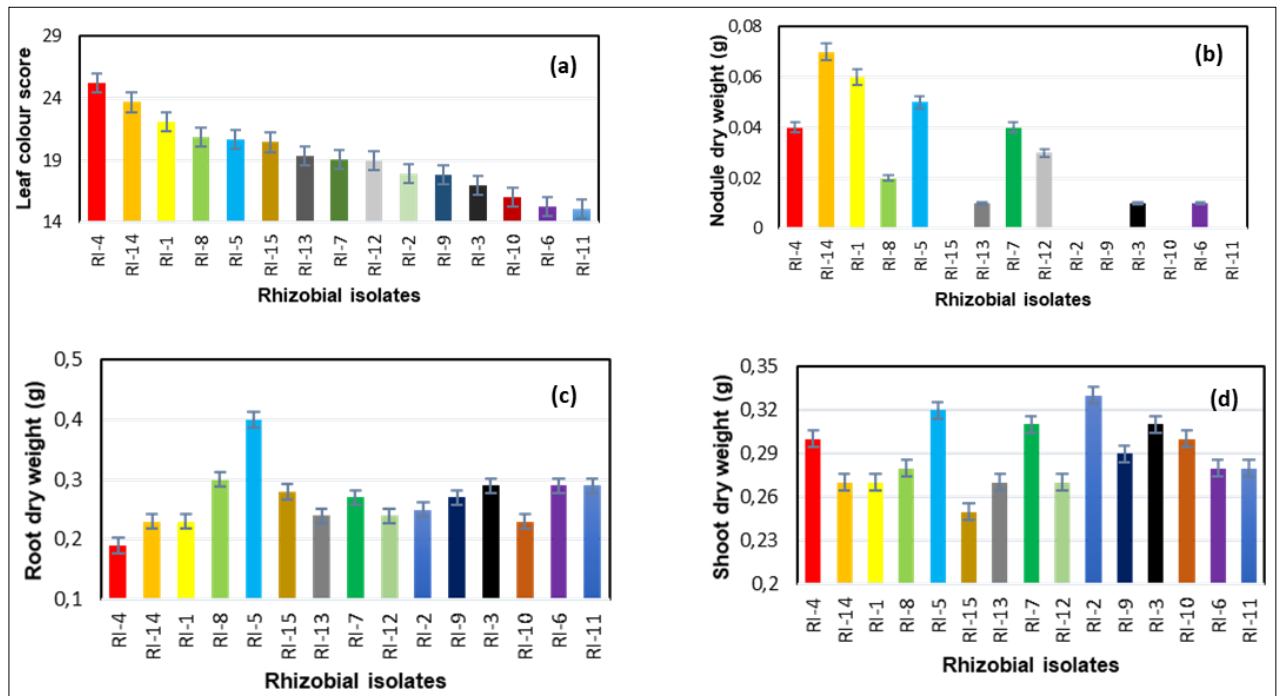 (a)
Leaf colour score
29
24
19
14
RI-4 RI-14 RI-1 RI-8 RI-5 RI-15 RI-13 RI-7 RI-12 RI-2 RI-9 RI-3 RI-10 RI-6 RI-11
Rhizobial isolates
(b)
Nodule dry weight (g)
0,08
0,06
0,04
0,02
0
RI-4 RI-14 RI-1 RI-8 RI-5 RI-15 RI-13 RI-7 RI-12 RI-2 RI-9 RI-3 RI-10 RI-6 RI-11
Rhizobial isolates
(c)
Root dry weight (g)
0,5
0,4
0,3
0,2
0,1
RI-4 RI-14 RI-1 RI-8 RI-5 RI-15 RI-13 RI-7 RI-12 RI-2 RI-9 RI-3 RI-10 RI-6 RI-11
Rhizobial isolates
(d)
Shoot dry weight (g)
0,35
0,32
0,29
0,26
0,23
0,2
RI-4 RI-14 RI-1 RI-8 RI-5 RI-15 RI-13 RI-7 RI-12 RI-2 RI-9 RI-3 RI-10 RI-6 RI-11
Rhizobial isolates